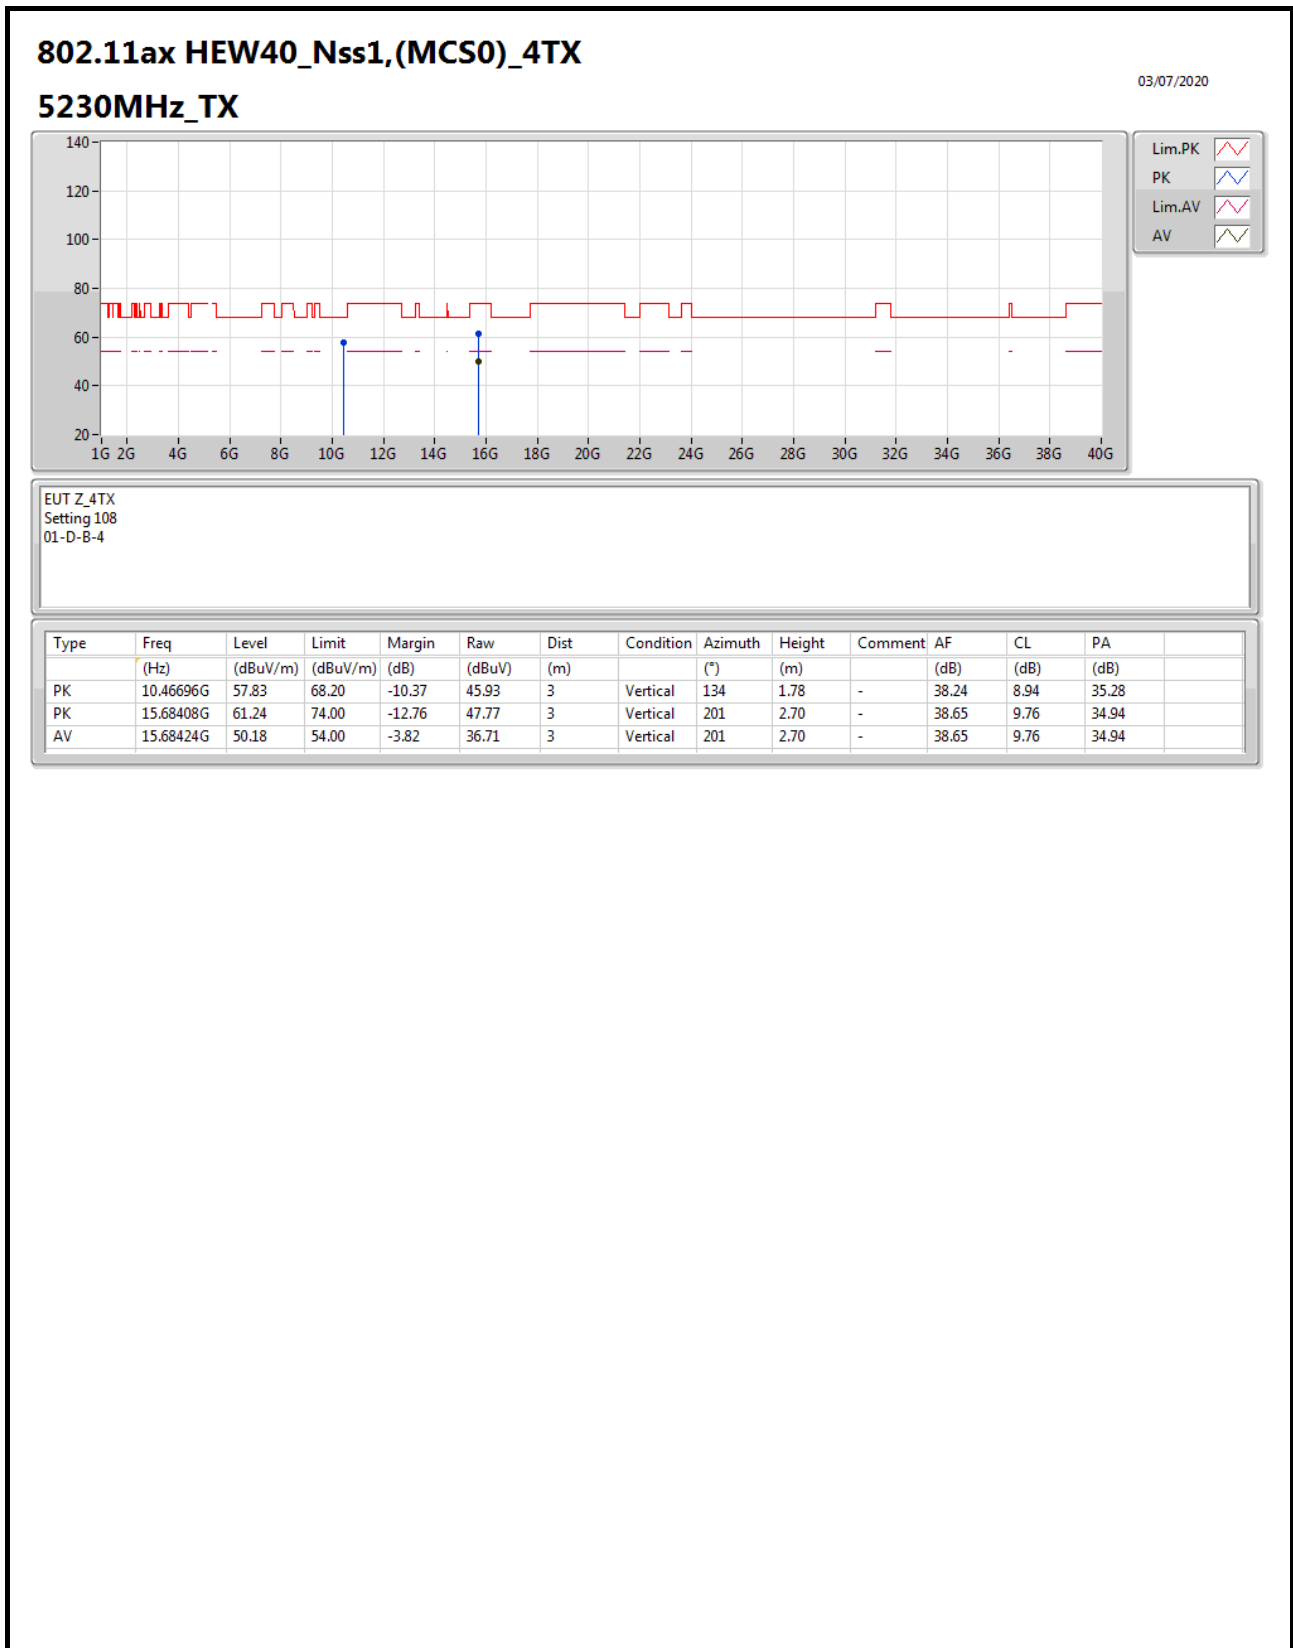 802.11ax HEW40_Nss1,(MCS0)_4TX
03/07/2020
5230MHz_TX
140
120
100
80
60
40
20
1G 2G 4G 6G 8G 10G 12G 14G 16G 18G 20G 22G 24G 26G 28G 30G 32G 34G 36G 38G 40G
Lim.PK
PK
Lim.AV
AV
EUT Z_4TX
Setting 108
01-D-B-4
Type Freq Level Limit Margin Raw Dist Condition Azimuth Height Comment AF CL PA
(Hz) (dBuV/m) (dBuV/m) (dB) (dBuV) (m) (°) (m) (dB) (dB) (dB)
PK 10.46696G 57.83 68.20 -10.37 45.93 3 Vertical 134 1.78 - 38.24 8.94 35.28
PK 15.68408G 61.24 74.00 -12.76 47.77 3 Vertical 201 2.70 - 38.65 9.76 34.94
AV 15.68424G 50.18 54.00 -3.82 36.71 3 Vertical 201 2.70 - 38.65 9.76 34.94